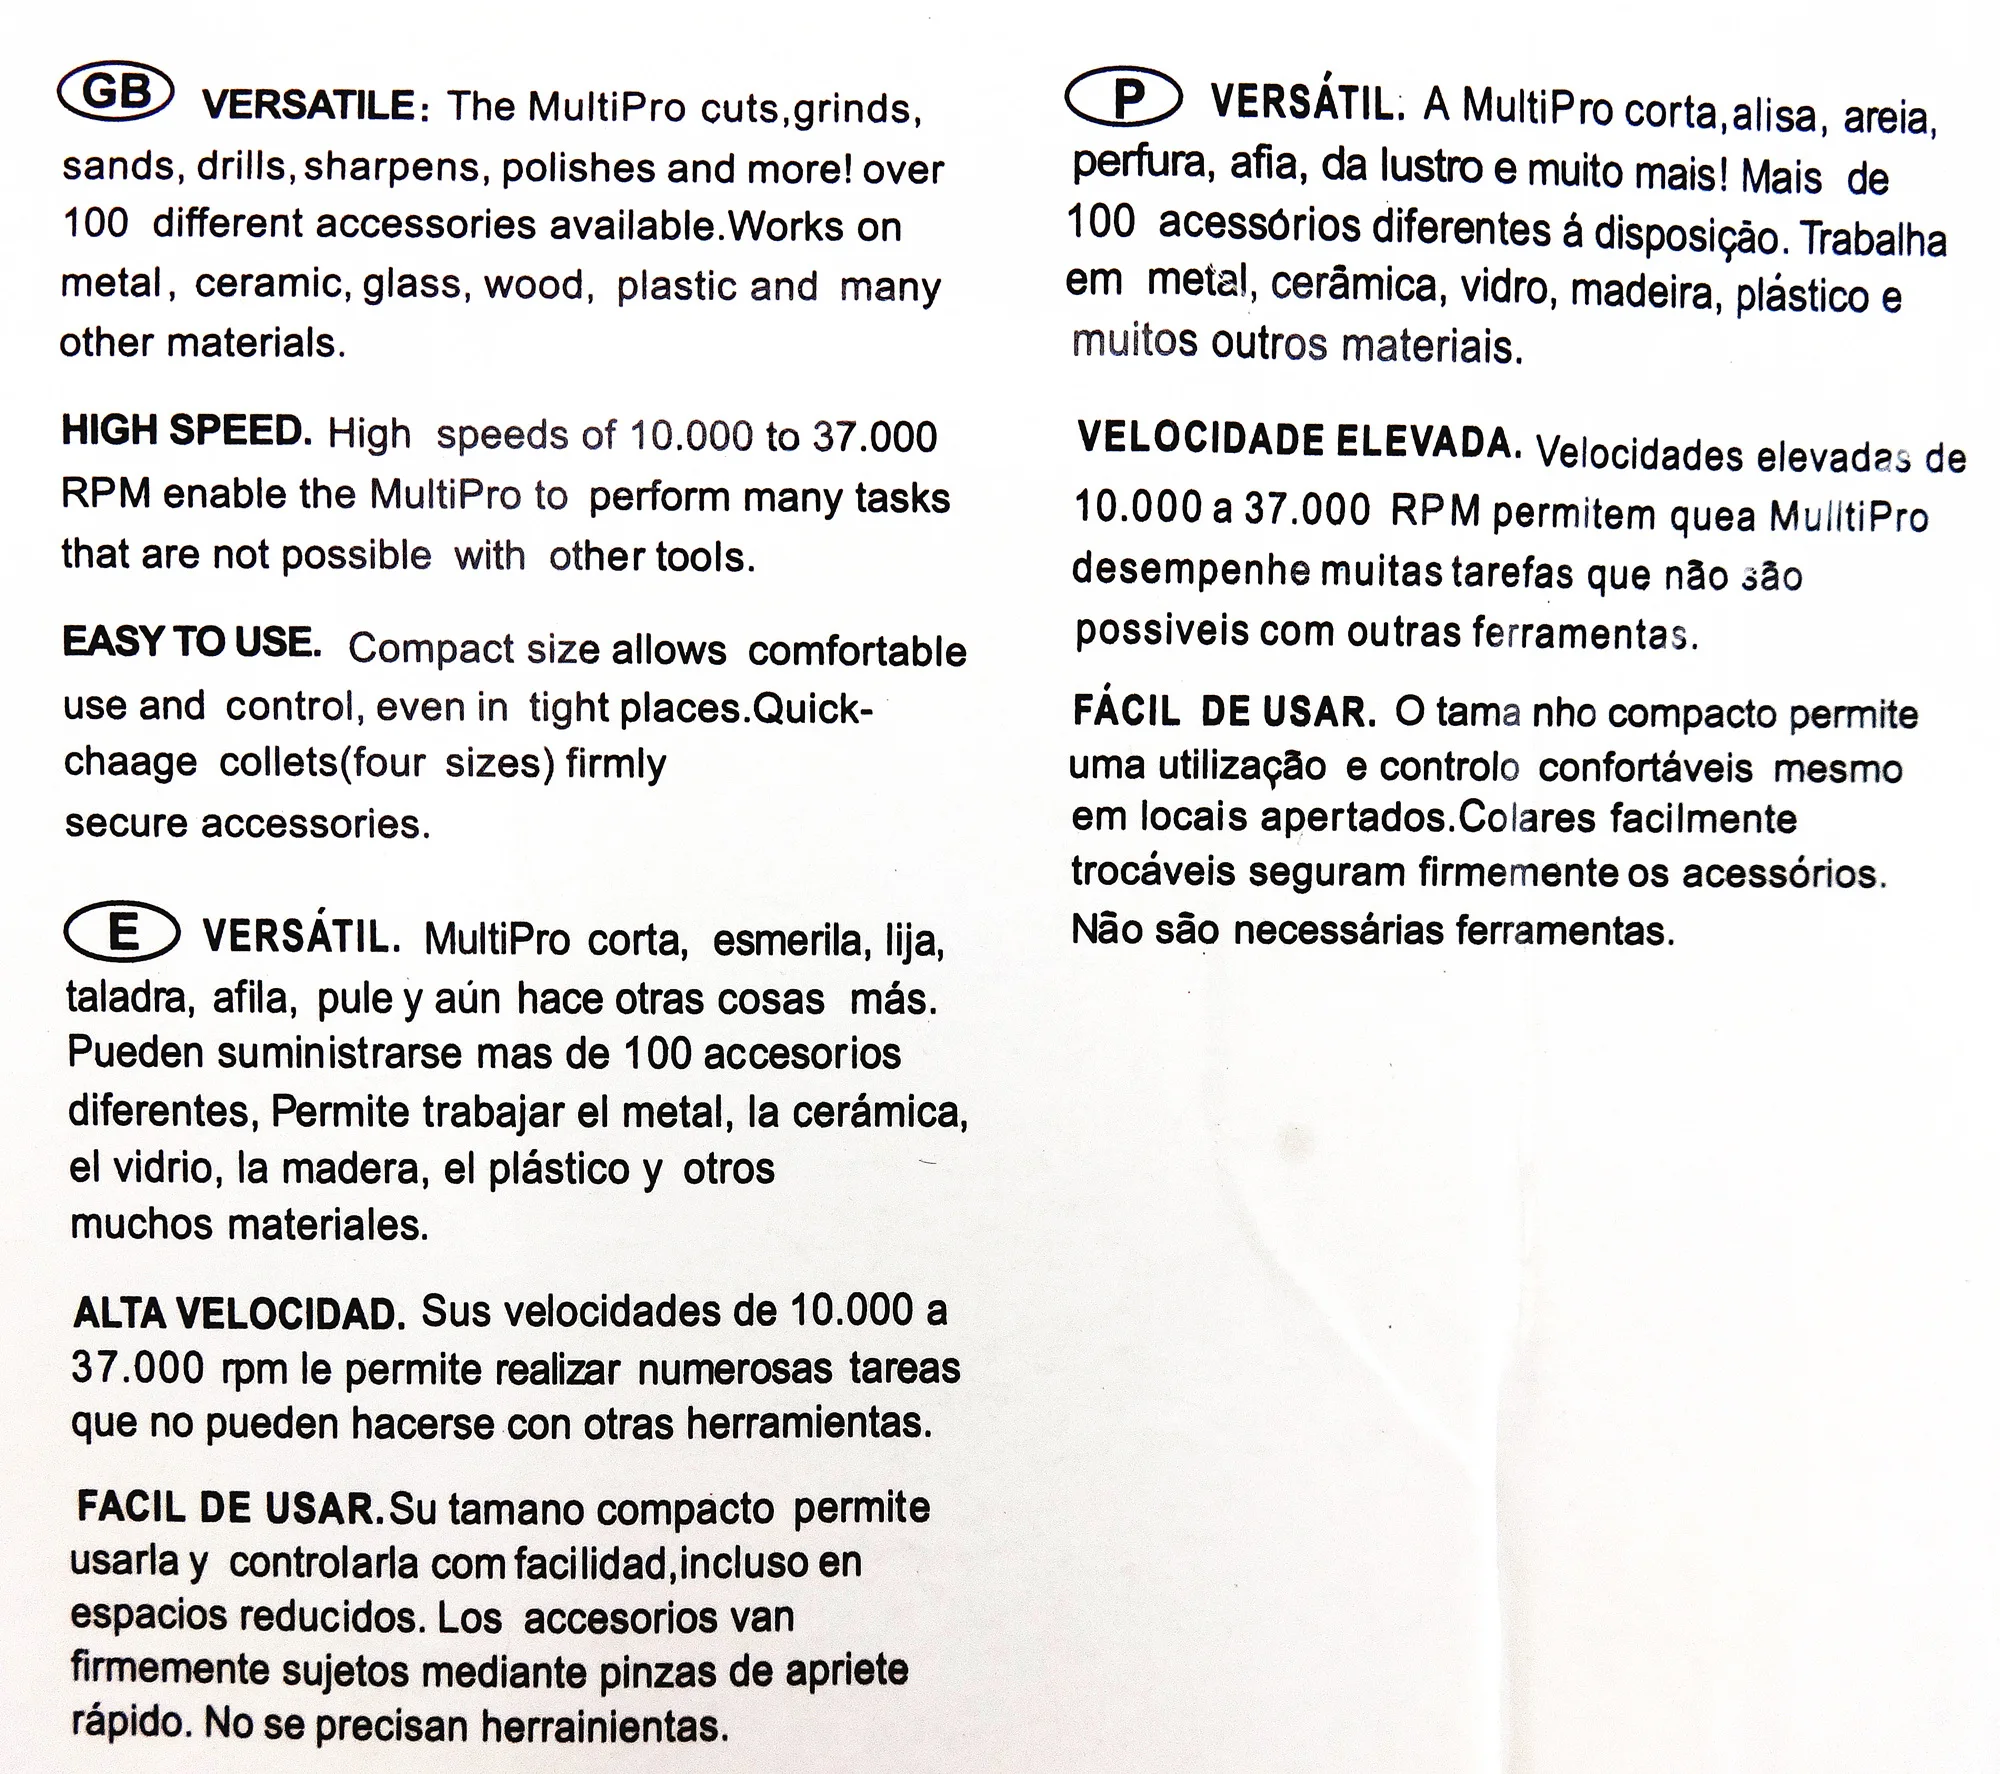 GB VERSATILE: The MultiPro cuts,grinds,
sands, drills,sharpens, polishes and more! over
100 different accessories available.Works on
metal, ceramic, glass, wood, plastic and many
other materials.
HIGH SPEED. High speeds of 10.000 to 37.000
RPM enable the MultiPro to perform many tasks
that are not possible with other tools.
EASY TO USE. Compact size allows comfortable
use and control, even in tight places.Quick-
chaage collets(four sizes) firmly
secure accessories.
E VERSÁTIL. MultiPro corta, esmerila, lija,
taladra, afila, pule y aún hace otras cosas más.
Pueden suministrarse mas de 100 accesorios
diferentes, Permite trabajar el metal, la cerámica,
el vidrio, la madera, el plástico y otros
muchos materiales.
ALTA VELOCIDAD. Sus velocidades de 10.000 a
37.000 rpm le permite realizar numerosas tareas
que no pueden hacerse con otras herramientas.
FACIL DE USAR.Su tamano compacto permite
usarla y controlarla com facilidad,incluso en
espacios reducidos. Los accesorios van
firmemente sujetos mediante pinzas de apriete
rápido. No se precisan herrainientas.
P VERSÁTIL. A MultiPro corta,alisa, areia,
perfura, afia, da lustro e muito mais! Mais de
100 acessórios diferentes á disposição. Trabalha
em metal, cerâmica, vidro, madeira, plástico e
muitos outros materiais.
VELOCIDADE ELEVADA. Velocidades elevadas de
10.000 a 37.000 RPM permitem quea MulltiPro
desempenhe muitas tarefas que não são
possiveis com outras ferramentas.
FÁCIL DE USAR. O tama nho compacto permite
uma utilização e controlo confortáveis mesmo
em locais apertados.Colares facilmente
trocáveis seguram firmemente os acessórios.
Não são necessárias ferramentas.